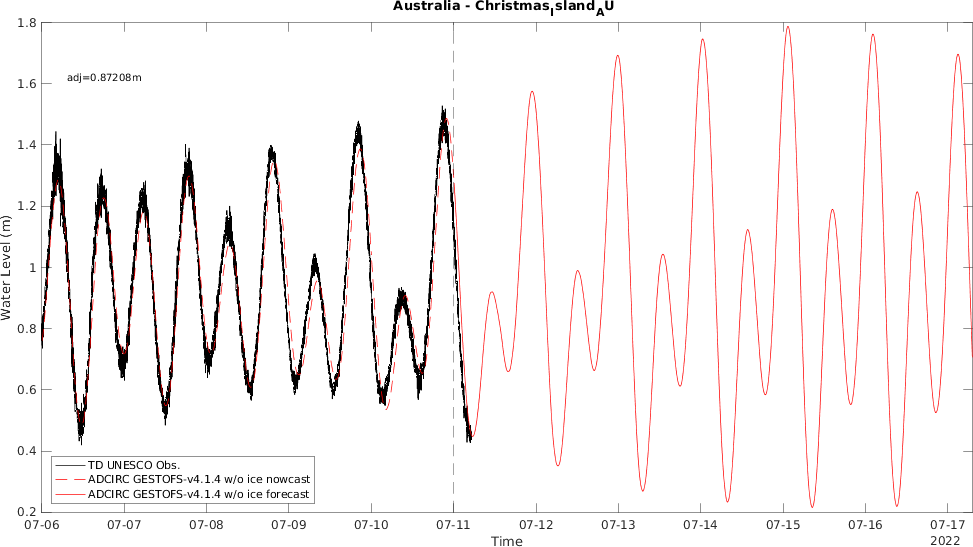 Australia - ChristmasIslandAU
1.8
adj=0.87208m
1.6
1.4
1.2
1
0.8
0.6
0.4
0.2
Water Level (m)
TD UNESCO Obs.
ADCIRC GESTOFS-v4.1.4 w/o ice nowcast
ADCIRC GESTOFS-v4.1.4 w/o ice forecast
07-06 07-07 07-08 07-09 07-10 07-11 07-12 07-13 07-14 07-15 07-16 07-17
Time
2022